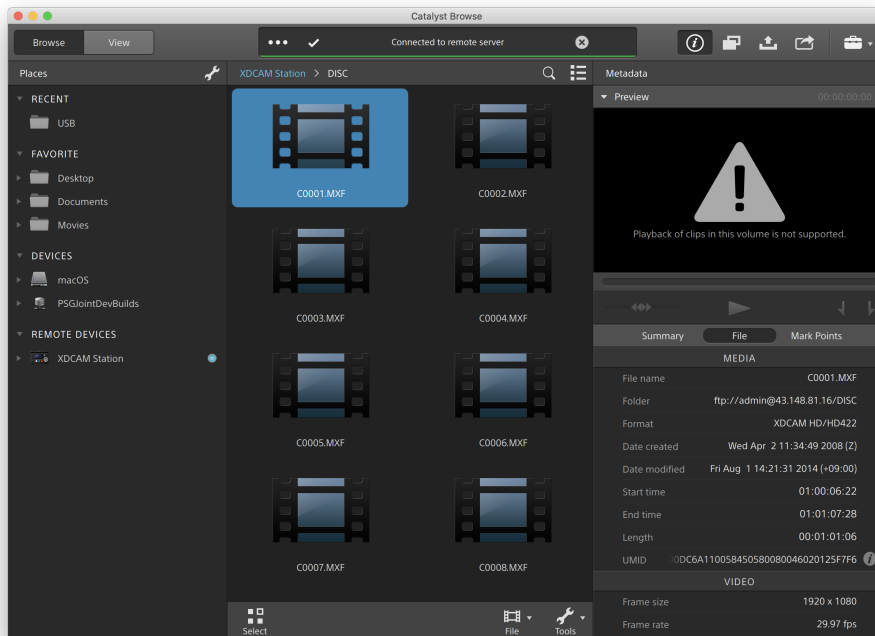 Catalyst Browse
Browse
View
Connected to remote server
Places
XDCAM Station > DISC
Metadata
RECENT
USB
FAVORITE
Desktop
Documents
Movies
DEVICES
macOS
PSGJointDevBuilds
REMOTE DEVICES
XDCAM Station
C0001.MXF
C0002.MXF
C0003.MXF
C0004.MXF
C0005.MXF
C0006.MXF
C0007.MXF
C0008.MXF
Select
File
Tools
Preview
00:00:00:00
Playback of clips in this volume is not supported.
Summary
File
Mark Points
MEDIA
File name C0001.MXF
Folder ftp://admin@43.148.81.16/DISC
Format XDCAM HD/HD422
Date created Wed Apr 2 11:34:49 2008 (Z)
Date modified Fri Aug 1 14:21:31 2014 (+09:00)
Start time 01:00:06:22
End time 01:01:07:28
Length 00:01:01:06
UMID
VIDEO
Frame size 1920 x 1080
Frame rate 29.97 fps